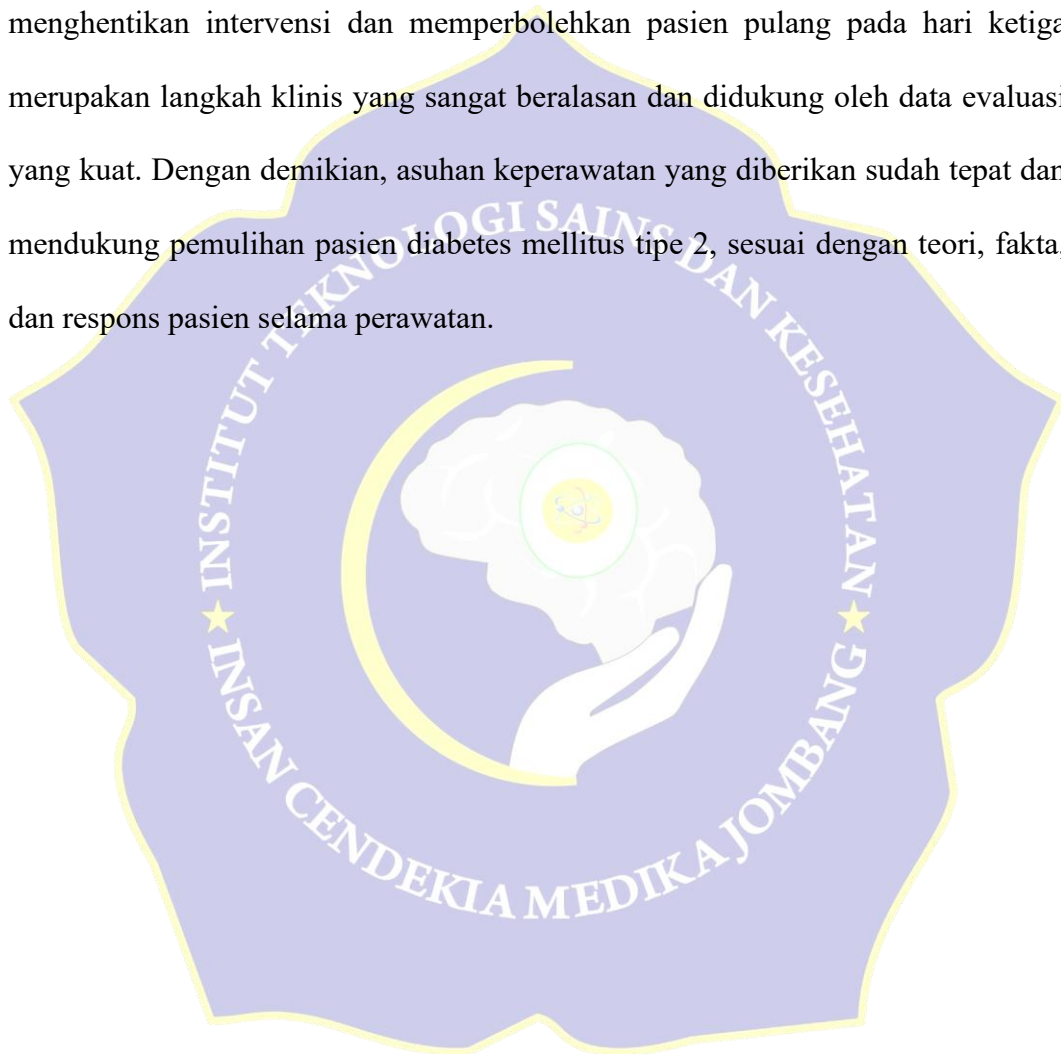 menghentikan intervensi dan memperbolehkan pasien pulang pada hari ketiga
merupakan langkah klinis yang sangat beralasan dan didukung oleh data evaluasi
yang kuat. Dengan demikian, asuhan keperawatan yang diberikan sudah tepat dan
mendukung pemulihan pasien diabetes mellitus tipe 2, sesuai dengan teori, fakta,
dan respons pasien selama perawatan.
INSTITUT TEKNOLOGI SAINS DAN KESEHATAN
INSAN CENDEKIA MEDIKA JOMBANG